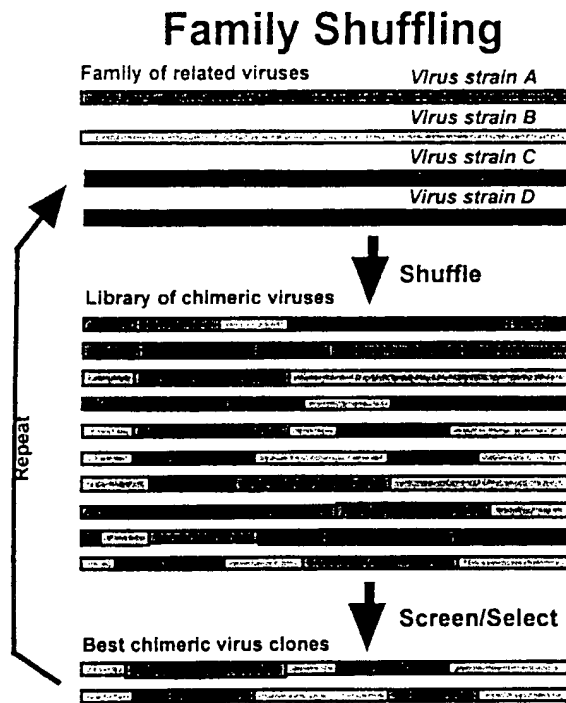 Family Shuffling
Family of related viruses
Virus strain A
Virus strain B
Virus strain C
Virus strain D
Shuffle
Library of chimeric viruses
Repeat
Screen/Select
Best chimeric virus clones